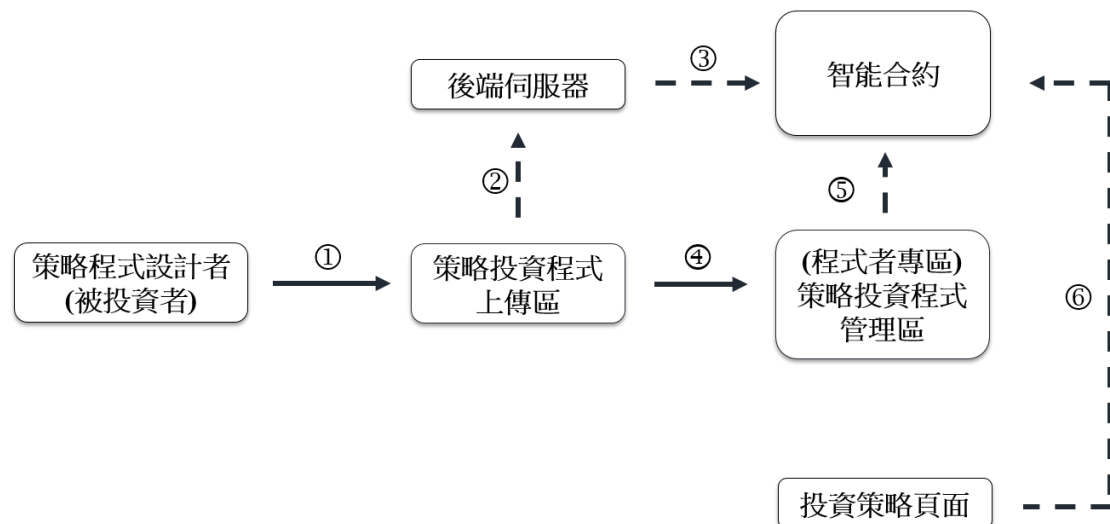 ③
後端伺服器
智能合約
②
⑤
策略程式設計者
(被投資者)
①
策略投資程式
上傳區
④
(程式者專區)
策略投資程式
管理區
⑥
投資策略頁面